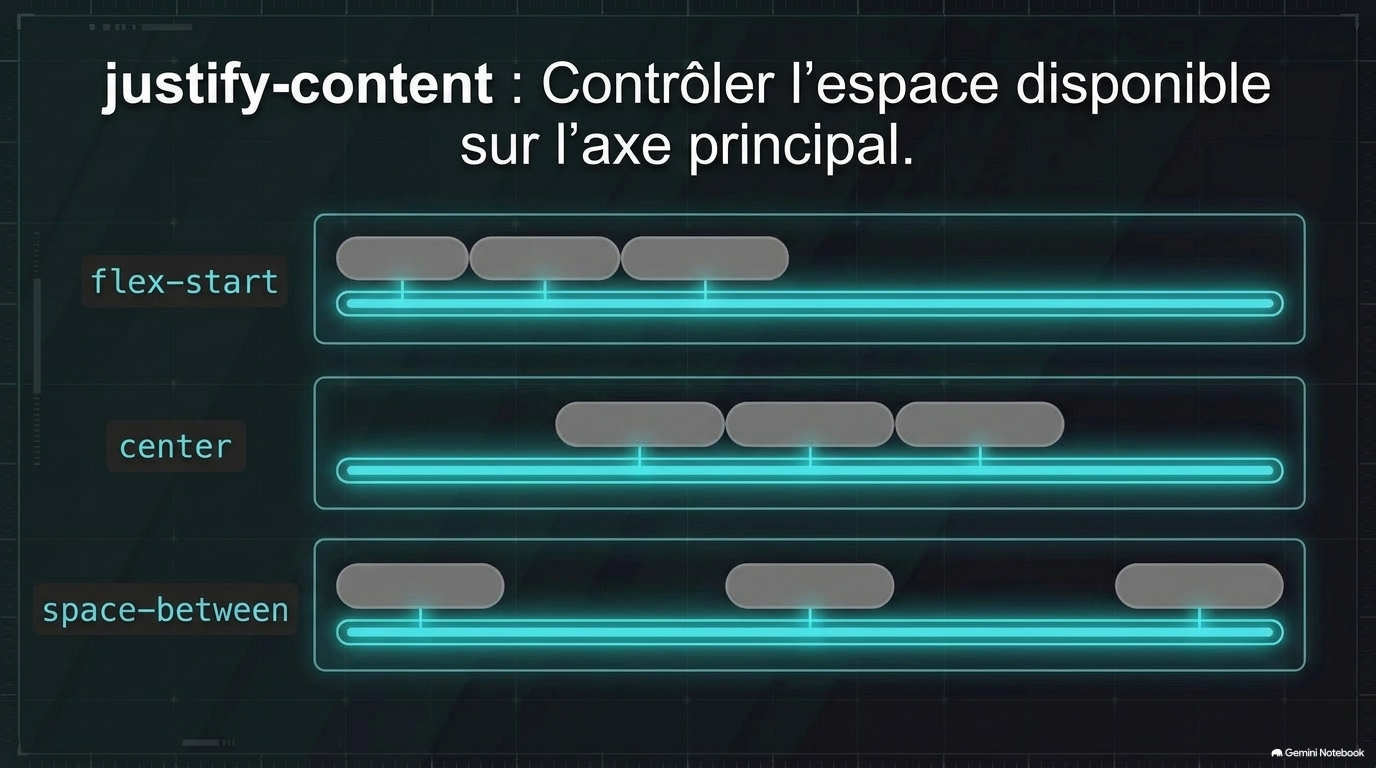 justify-content : Contrôler l’espace disponible
sur l’axe principal.
flex-start
center
space-between
Gemini Notebook